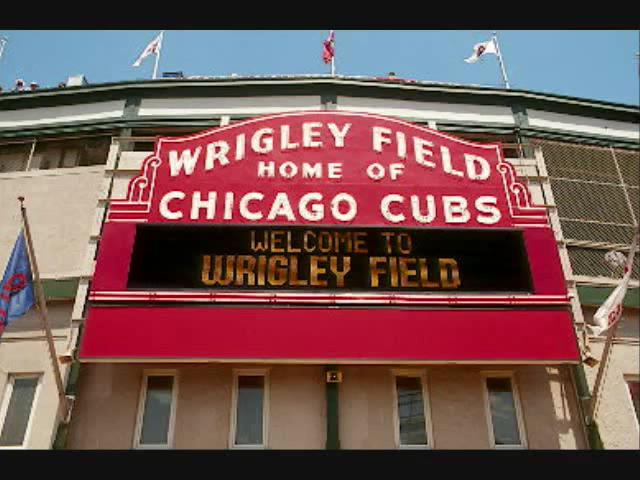 WRIGLEY FIELD
HOME OF
CHICAGO CUBS
WELCOME TO
WRIGLEY FIELD